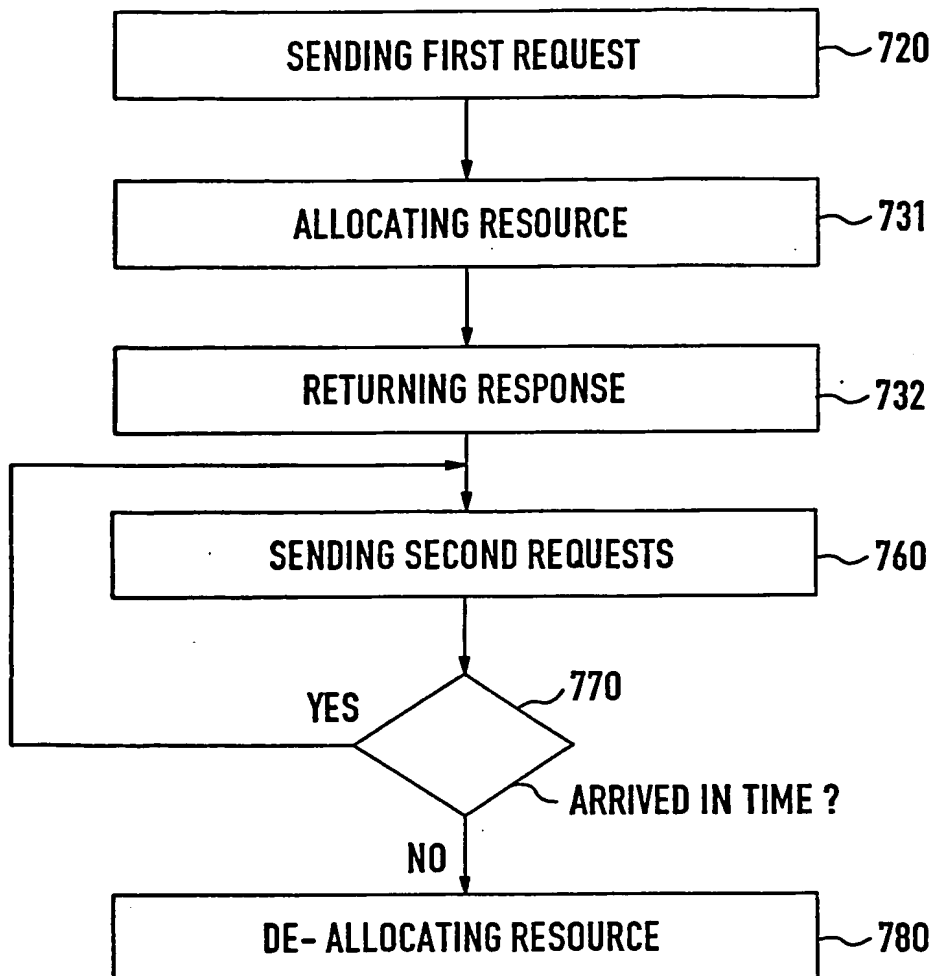 SENDING FIRST REQUEST
720
ALLOCATING RESOURCE
731
RETURNING RESPONSE
732
SENDING SECOND REQUESTS
760
770
YES
ARRIVED IN TIME ?
NO
DE- ALLOCATING RESOURCE
780